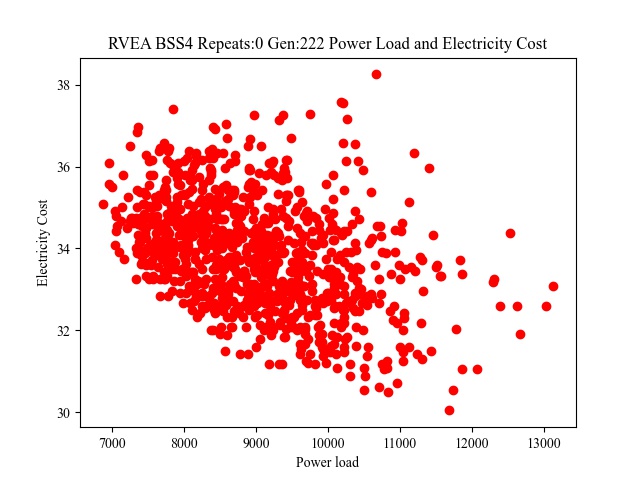 RVEA BSS4 Repeats:0 Gen:222 Power Load and Electricity Cost
38
36
34
32
30
Electricity Cost
7000 8000 9000 10000 11000 12000 13000
Power load